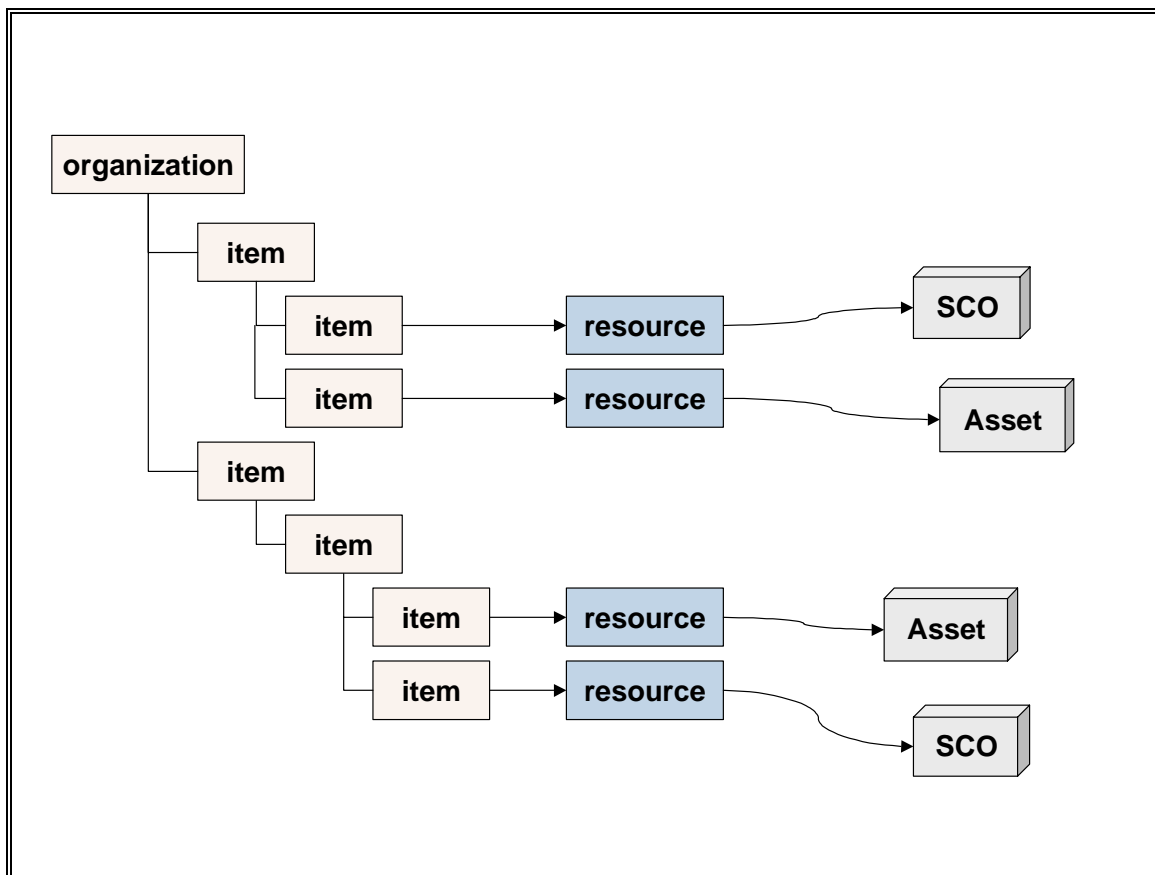 organization
item
item
resource
SCO
item
resource
Asset
item
item
item
resource
Asset
item
resource
SCO